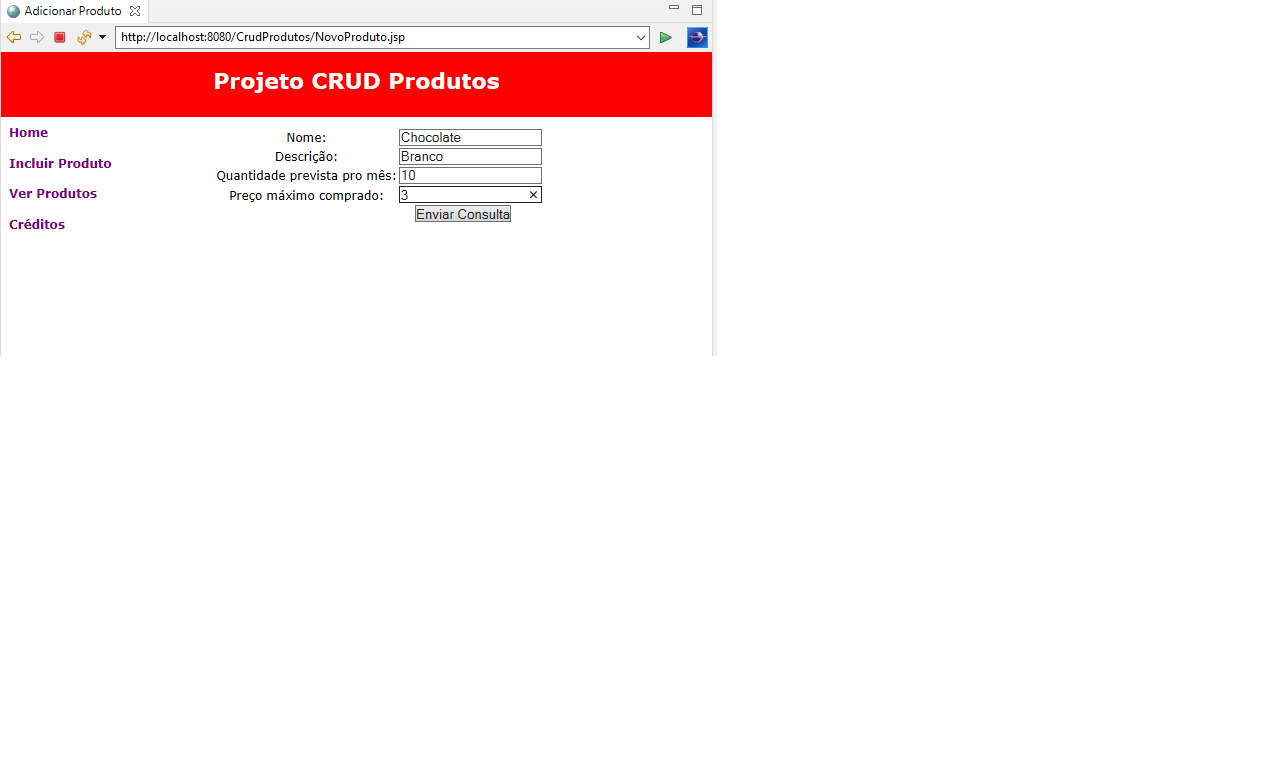 Adicionar Produto
http://localhost:8080/CrudProdutos/NovoProduto.jsp
Projeto CRUD Produtos
Home
Incluir Produto
Ver Produtos
Créditos
Nome: Chocolate
Descrição: Branco
Quantidade prevista pro mês: 10
Preço máximo comprado: 3
Enviar Consulta